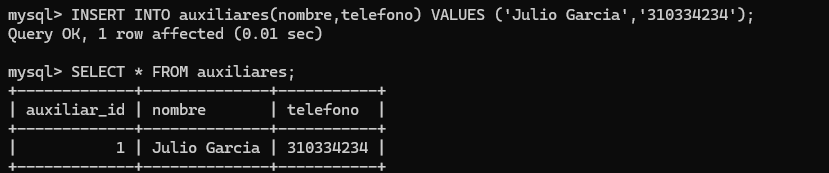 mysql> INSERT INTO auxiliares(nombre,telefono) VALUES ('Julio Garcia','310334234');
Query OK, 1 row affected (0.01 sec)
mysql> SELECT * FROM auxiliares;
+-------------+--------------+-----------+
| auxiliar_id | nombre       | telefono  |
+-------------+--------------+-----------+
|           1 | Julio Garcia | 310334234 |
+-------------+--------------+-----------+